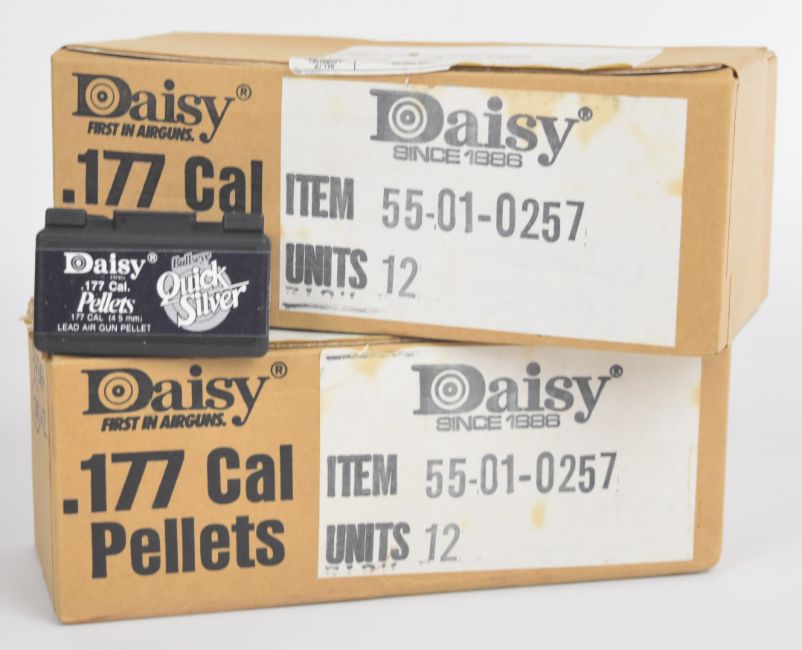 Daisy®
FIRST IN AIRGUNS.
.177 Cal
Daisy®
SINCE 1886
ITEM 55-01-0257
UNITS 12
Daisy®
.177 Cal.
Pellets
177 CAL (4.5 mm)
LEAD AIR GUN PELLET
Bullseye
Quick
Silver
Daisy®
FIRST IN AIRGUNS.
.177 Cal
Pellets
Daisy®
SINCE 1886
ITEM 55-01-0257
UNITS 12